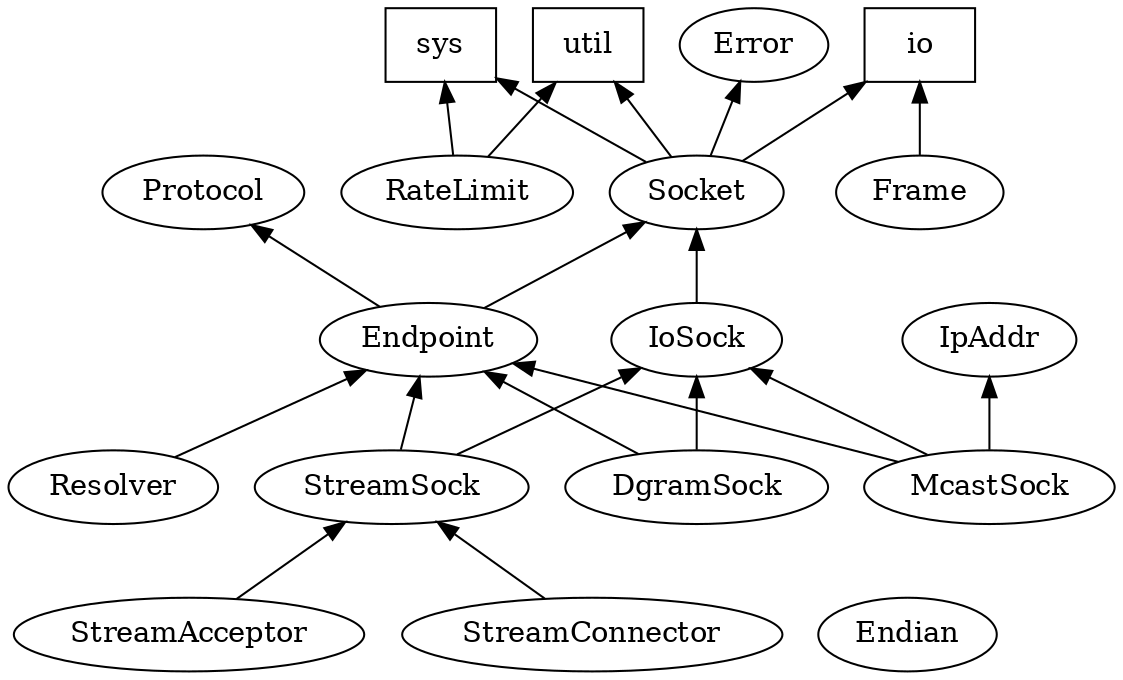 sys
util
Error
io
Protocol
RateLimit
Socket
Frame
Endpoint
IoSock
IpAddr
Resolver
StreamSock
DgramSock
McastSock
StreamAcceptor
StreamConnector
Endian